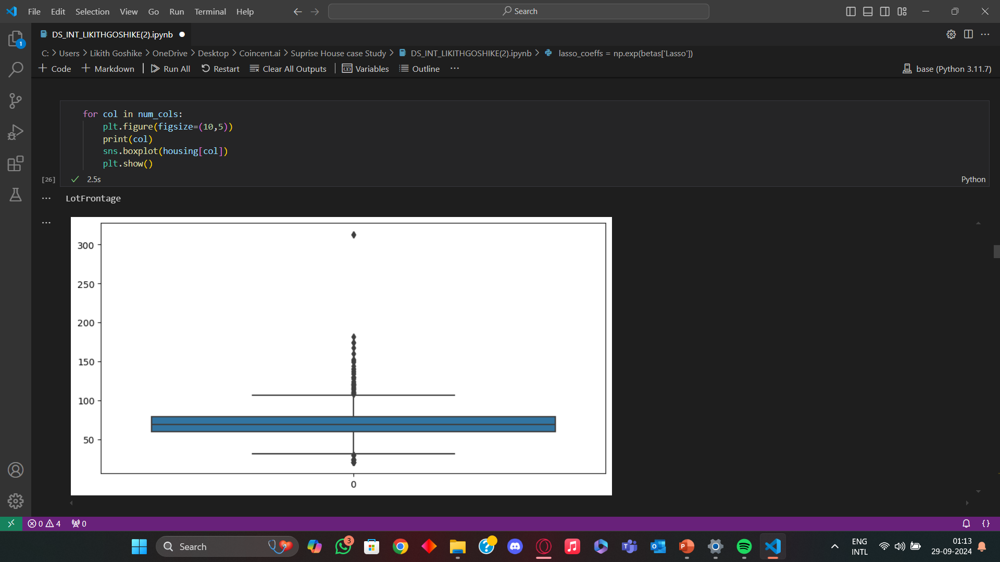 File Edit Selection View Go Run Terminal Help
Search
DS_INT_LIKITHGOSHIKE(2).ipynb
1
C: > Users > Likith Goshike > OneDrive > Desktop > Coincent.ai > Suprise House case Study > DS_INT_LIKITHGOSHIKE(2).ipynb > lasso_coeffs = np.exp(betas['Lasso'])
+ Code + Markdown | Run All Restart Clear All Outputs | Variables Outline ...
base (Python 3.11.7)
for col in num_cols:
    plt.figure(figsize=(10,5))
    print(col)
    sns.boxplot(housing[col])
    plt.show()
[26] 2.5s
Python
LotFrontage
300
250
200
150
100
50
0
0 4 0
{}
Search
3
ENG
INTL
01:13
29-09-2024